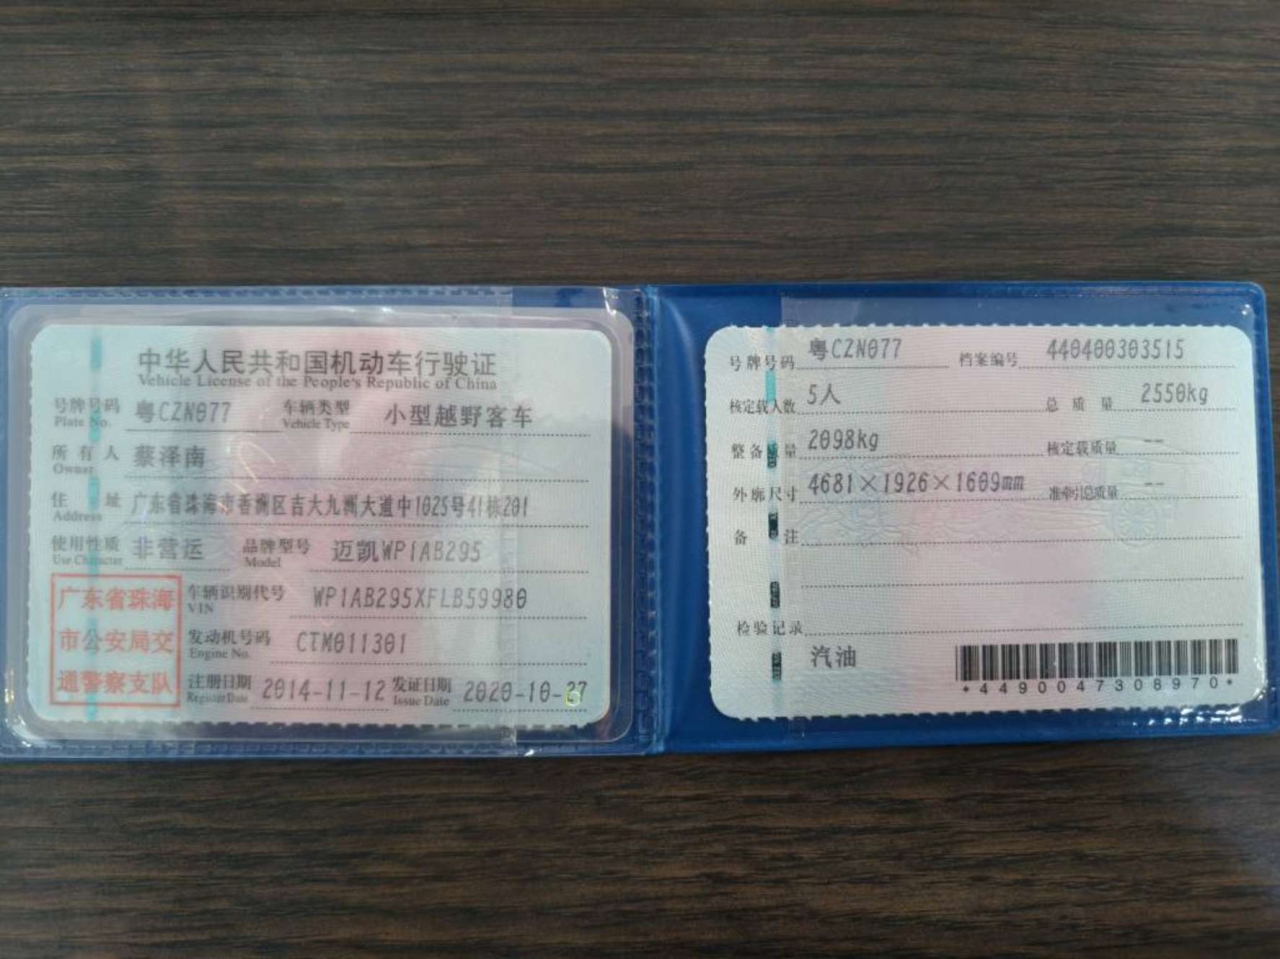 中华人民共和国机动车行驶证
Vehicle License of the People's Republic of China
号牌号码 粤CZN077 车辆类型 小型越野客车
Plate No. Vehicle Type
所有人 蔡泽南
Owner
住址 广东省珠海市香洲区吉大九洲大道中1025号41栋201
Address
使用性质 非营运 品牌型号 迈凯WP1AB295
Use Character Model
广东省珠海
市公安局交
通警察支队
车辆识别代号 WP1AB295XFLB59980
VIN
发动机号码 CTM011301
Engine No.
注册日期 2014-11-12 发证日期 2020-10-27
Register Date Issue Date
号牌号码 粤CZN077 档案编号 440400303515
核定载人数 5人 总质量 2550kg
整备质量 2098kg 核定载质量 --
外廓尺寸 4681×1926×1609mm 准牵引总质量 --
备注
检验记录
汽油
*4490047308970*